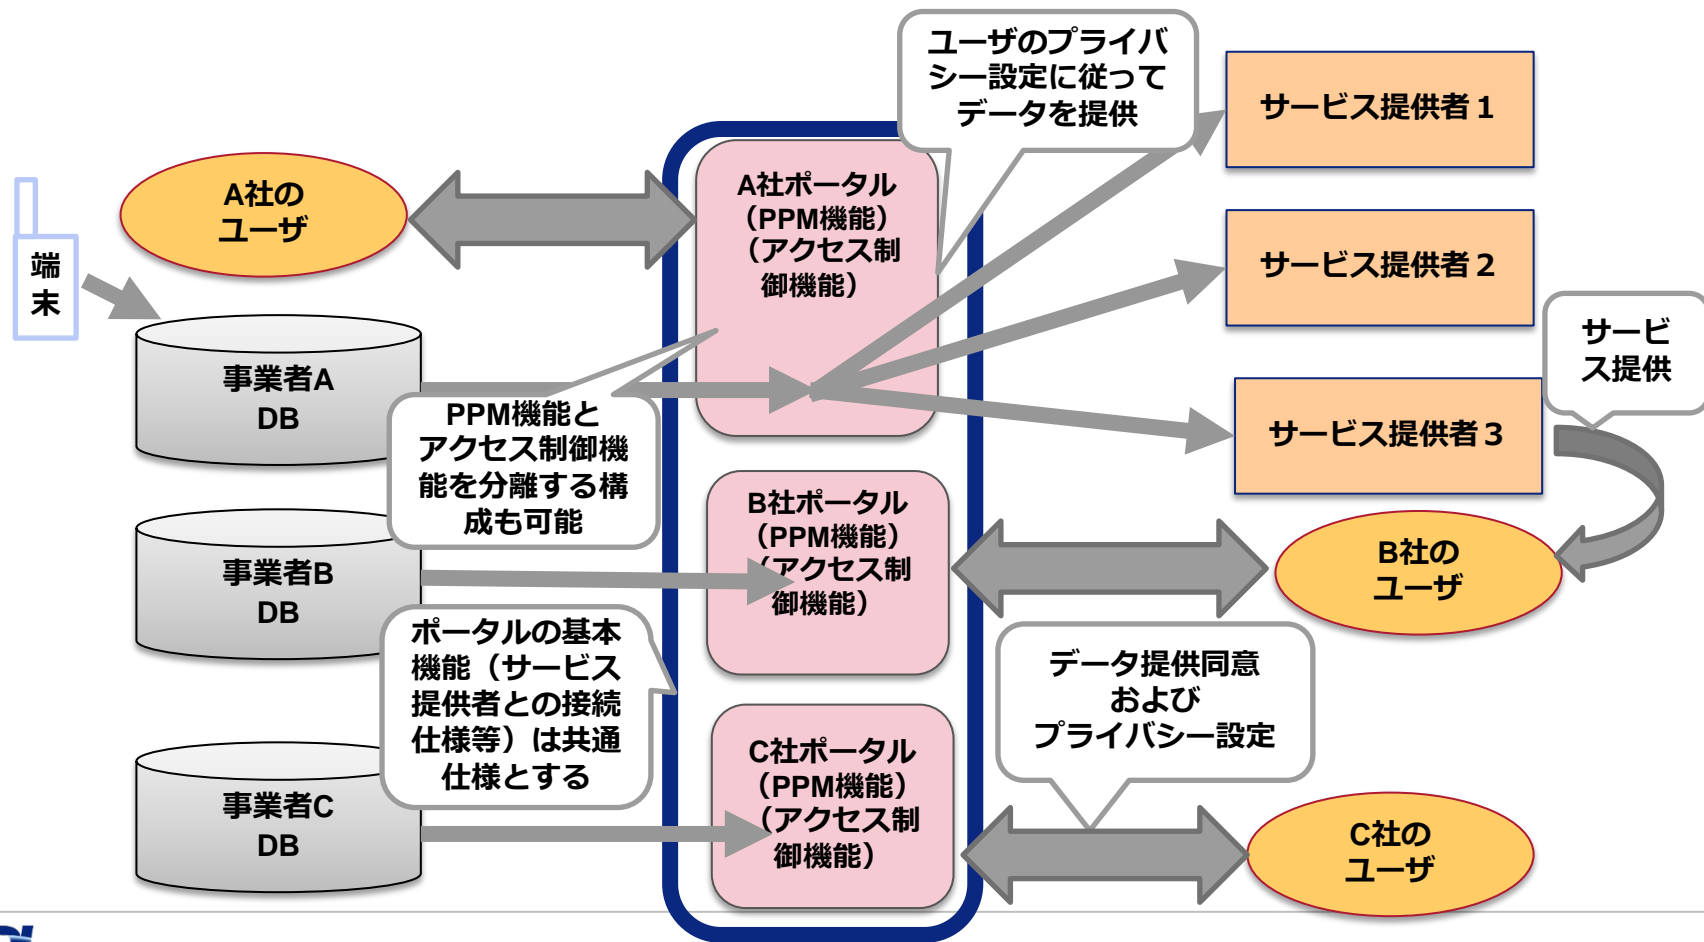 ユーザのプライバ
シー設定に従って
データを提供
サービス提供者１
A社の
ユーザ
A社ポータル
（PPM機能）
（アクセス制
御機能）
端
末
サービス提供者２
サービ
ス提供
事業者A
DB
PPM機能と
アクセス制御機
能を分離する構
成も可能
サービス提供者３
B社ポータル
（PPM機能）
（アクセス制
御機能）
事業者B
DB
B社の
ユーザ
ポータルの基本
機能（サービス
提供者との接続
仕様等）は共通
仕様とする
データ提供同意
および
プライバシー設定
C社ポータル
（PPM機能）
（アクセス制
御機能）
事業者C
DB
C社の
ユーザ